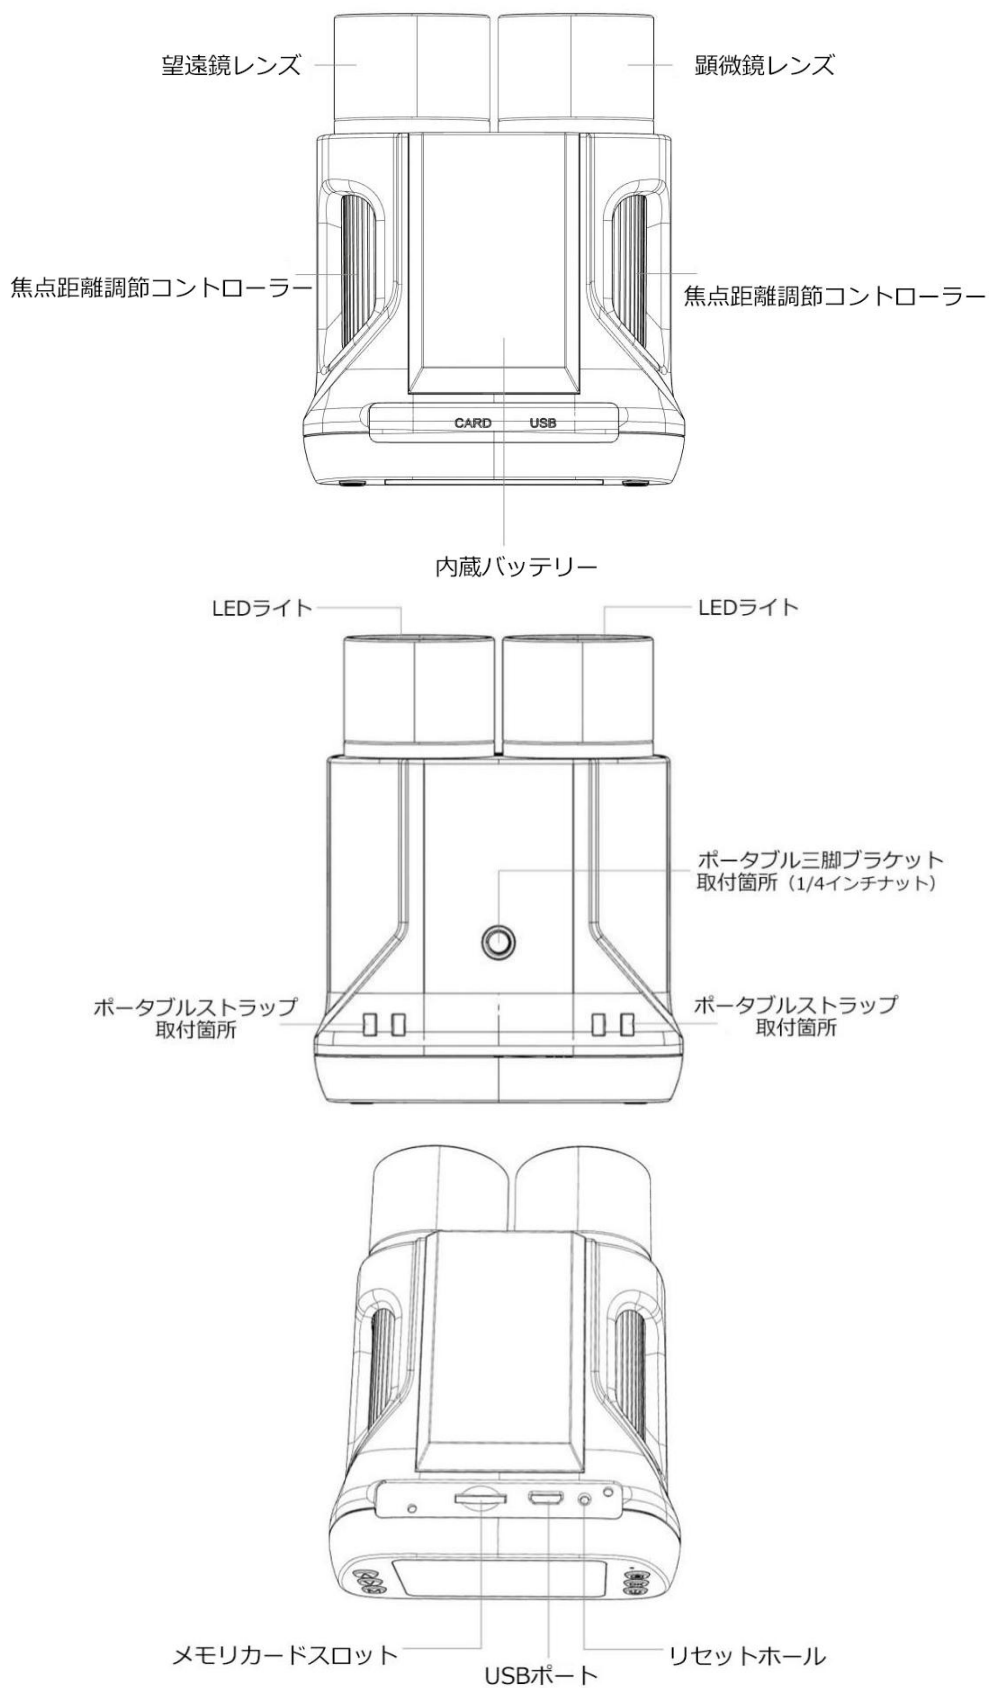 望遠鏡レンズ
顕微鏡レンズ
焦点距離調節コントローラー
焦点距離調節コントローラー
CARD USB
内蔵バッテリー
LEDライト
LEDライト
ポータブル三脚ブラケット
取付箇所（1/4インチナット）
ポータブルストラップ
取付箇所
ポータブルストラップ
取付箇所
M
メモリカードスロット
USBポート
リセットホール